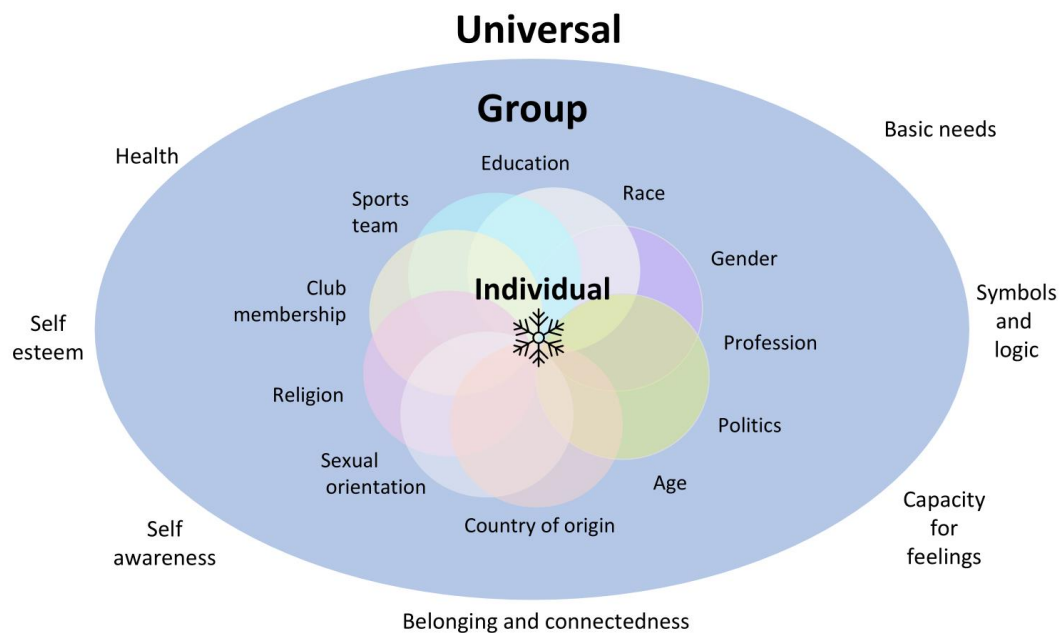 Universal
Group
Basic needs
Health
Education
Race
Sports
team
Gender
Individual
Club
membership
Symbols
and
logic
Self
esteem
Profession
Religion
Politics
Sexual
orientation
Age
Capacity
for
feelings
Country of origin
Self
awareness
Belonging and connectedness